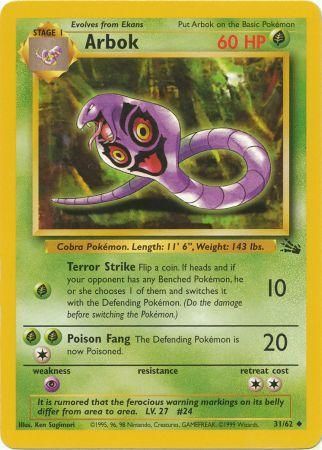 Evolves from Ekans Put Arbok on the Basic Pokémon
STAGE 1
Arbok 60 HP
Cobra Pokémon. Length: 11' 6", Weight: 143 lbs.
Terror Strike Flip a coin. If heads and if
your opponent has any Benched Pokémon, he
or she chooses 1 of them and switches it
with the Defending Pokémon. (Do the damage
before switching the Pokémon.)
10
Poison Fang The Defending Pokémon is
now Poisoned.
20
weakness resistance retreat cost
It is rumored that the ferocious warning markings on its belly
differ from area to area. LV. 27 #24
Illus. Ken Sugimori ©1995, 96, 98 Nintendo, Creatures, GAMEFREAK. ©1999 Wizards. 31/62